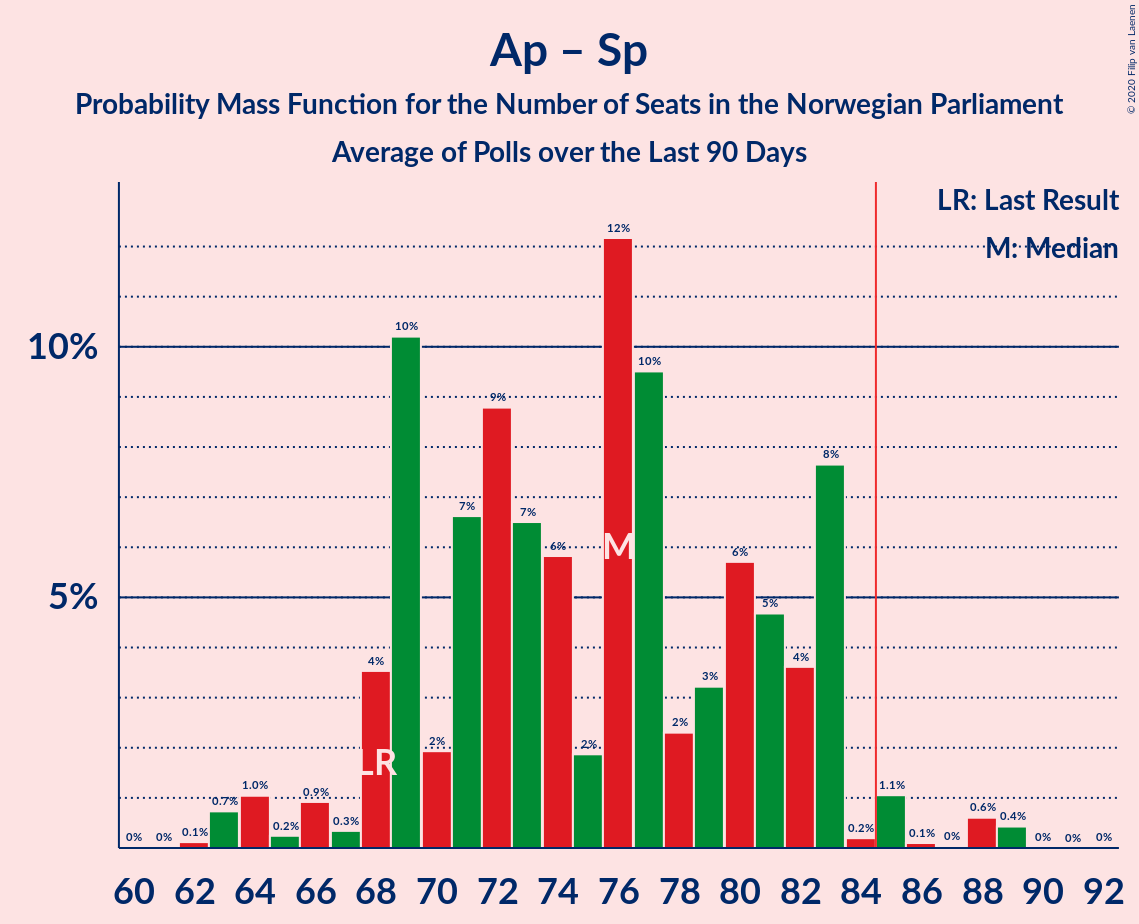 © 2020 Filip van Laenen
Ap – Sp
Probability Mass Function for the Number of Seats in the Norwegian Parliament
Average of Polls over the Last 90 Days
LR: Last Result
M: Median
10%
5%
0% 0% 0.1% 0.7% 1.0% 0.2% 0.9% 0.3% 4% 10% 2% 7% 9% 7% 6% 2% 12% 10% 2% 3% 6% 5% 4% 8% 0.2% 1.1% 0.1% 0% 0.6% 0.4% 0% 0% 0%
LR
M
60 62 64 66 68 70 72 74 76 78 80 82 84 86 88 90 92